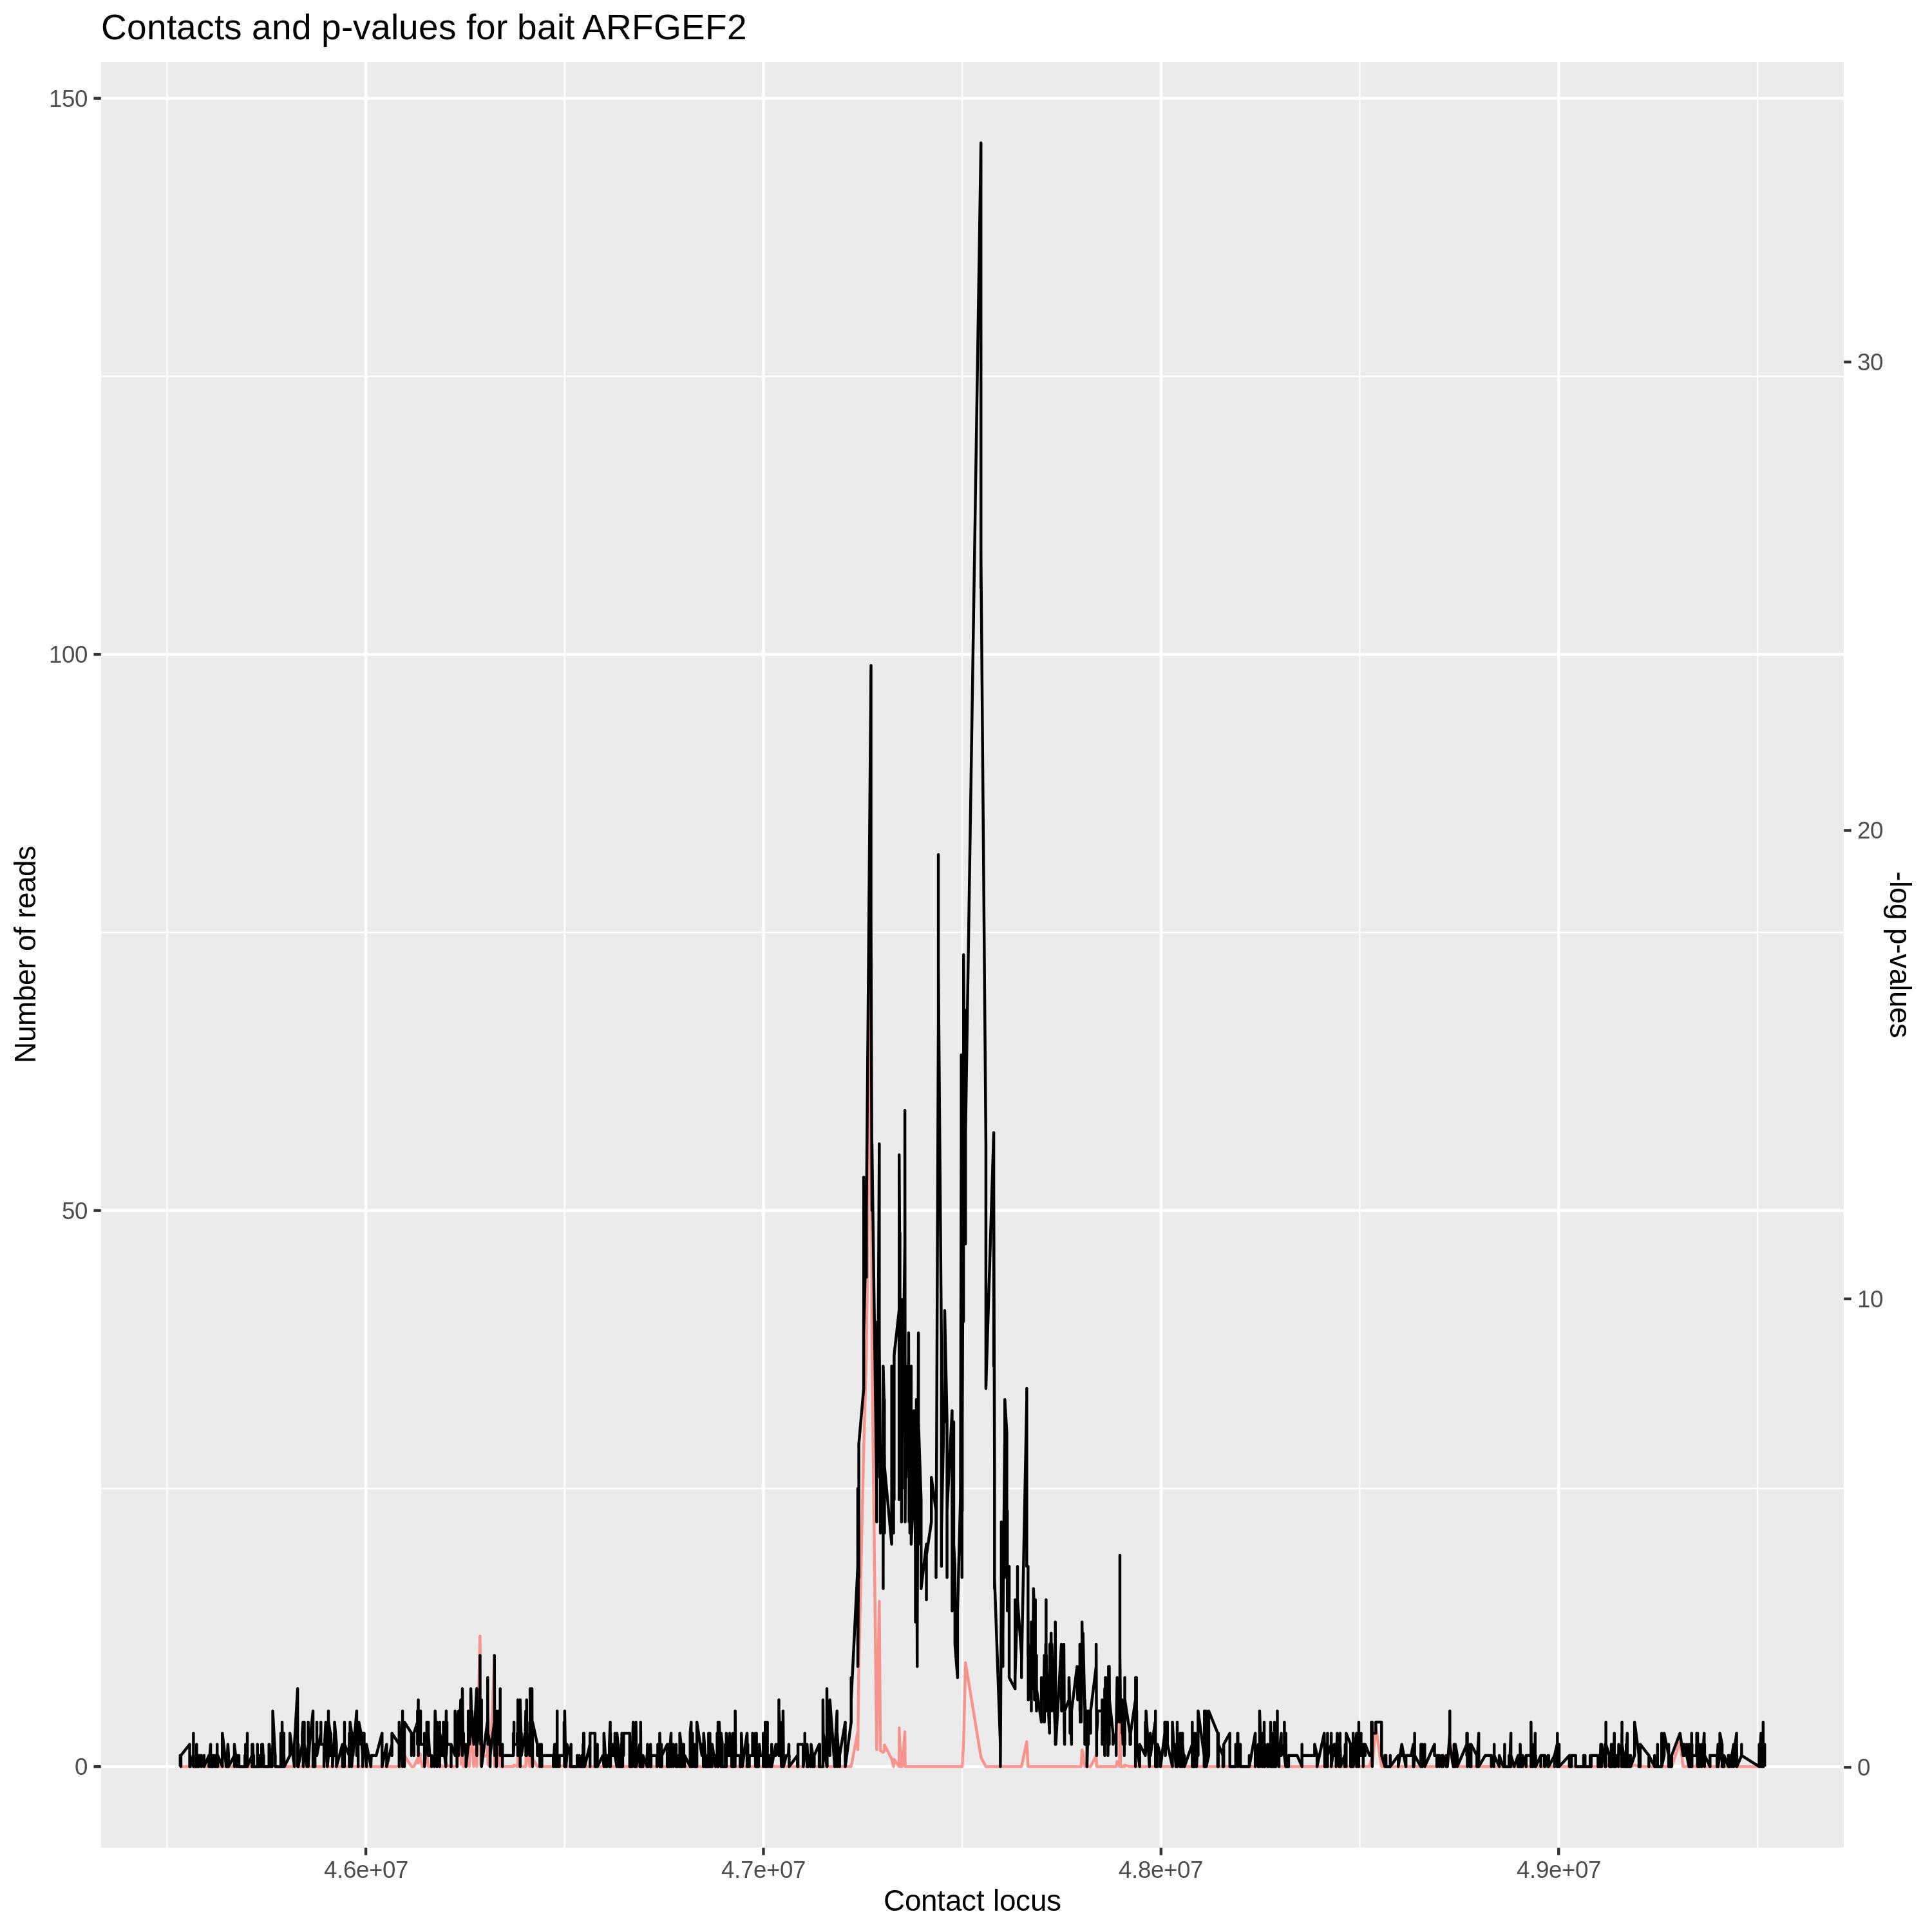 Contacts and p-values for bait ARFGEF2
150
100
50
0
Number of reads
30
20
10
0
-log p-values
4.6e+07
4.7e+07
4.8e+07
4.9e+07
Contact locus